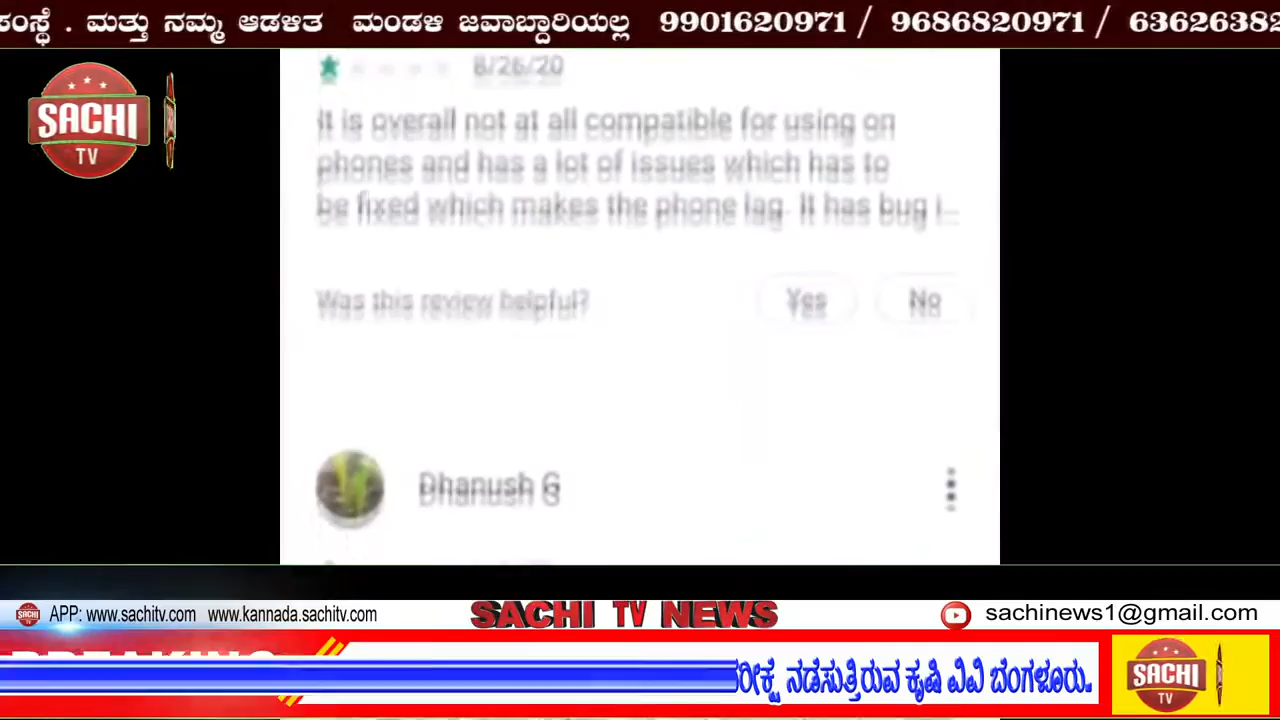 ಸಂಸ್ಥೆ . ಮತ್ತು ನಮ್ಮ ಆಡಳಿತ ಮಂಡಳಿ ಜವಾಬ್ದಾರಿಯಲ್ಲ 9901620971 / 9686820971 / 63626382
SACHI
TV
8/26/20
It is overall not at all compatible for using on
phones and has a lot of issues which has to
be fixed which makes the phone lag. It has bug i...
Was this review helpful?
Yes
No
Dhanush G
SACHI
TV
APP: www.sachitv.com www.kannada.sachitv.com
SACHI TV NEWS
sachinews1@gmail.com
ನಡೆಸುತ್ತಿರುವ ಕೃಷಿ ವಿವಿ ಬೆಂಗಳೂರು..
SACHI
TV